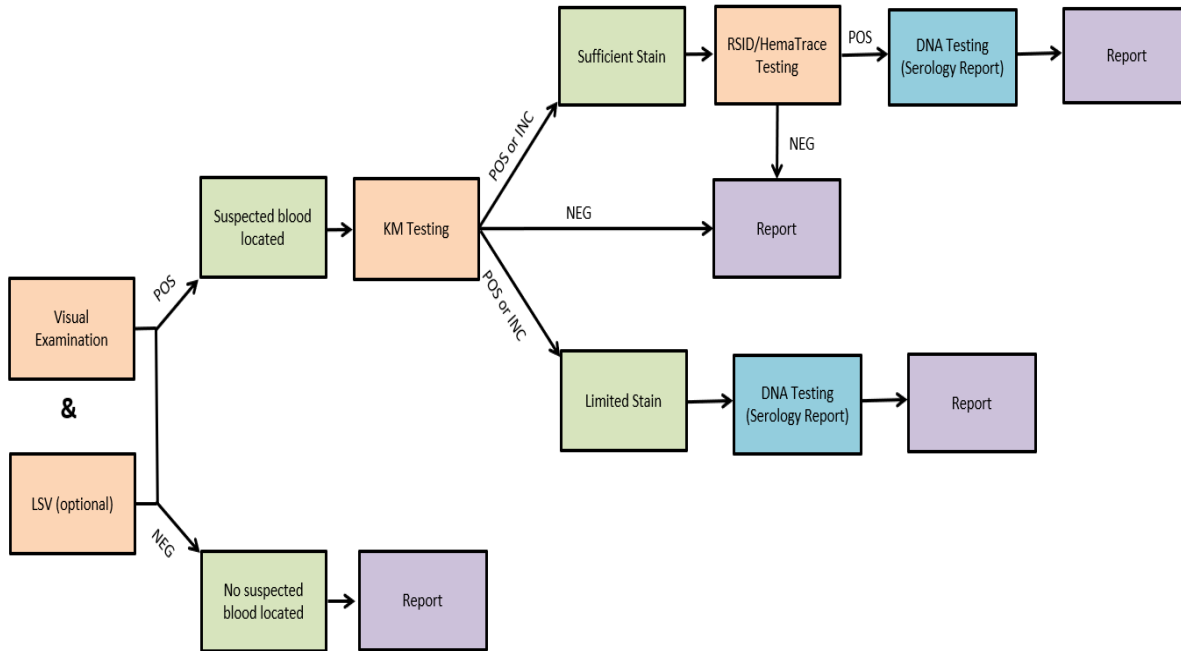 Sufficient Stain
RSID/HemaTrace
Testing
POS
DNA Testing
(Serology Report)
Report
POS or INC
NEG
Suspected blood
located
KM Testing
NEG
Report
POS
Visual
Examination
POS or INC
&
Limited Stain
DNA Testing
(Serology Report)
Report
LSV (optional)
NEG
No suspected
blood located
Report